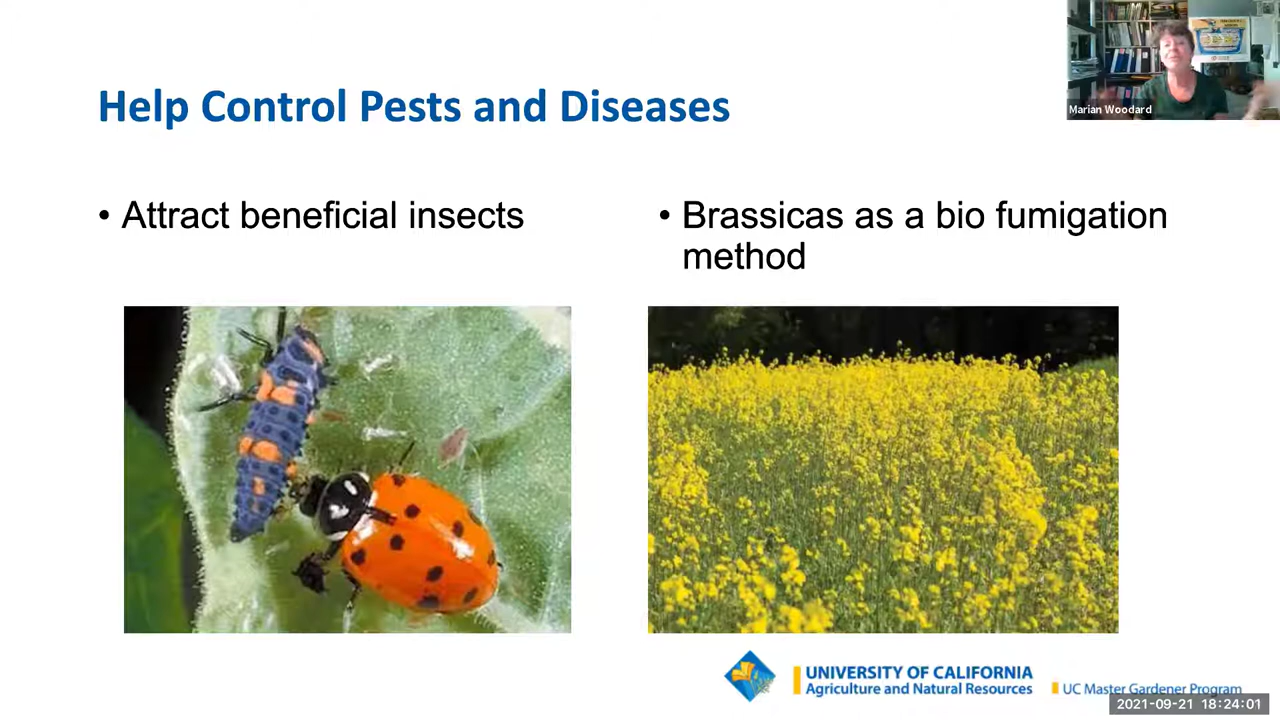 Marian Woodard
Help Control Pests and Diseases
• Attract beneficial insects
• Brassicas as a bio fumigation
method
UNIVERSITY OF CALIFORNIA
Agriculture and Natural Resources
UC Master Gardener Program
2021-09-21 18:24:01